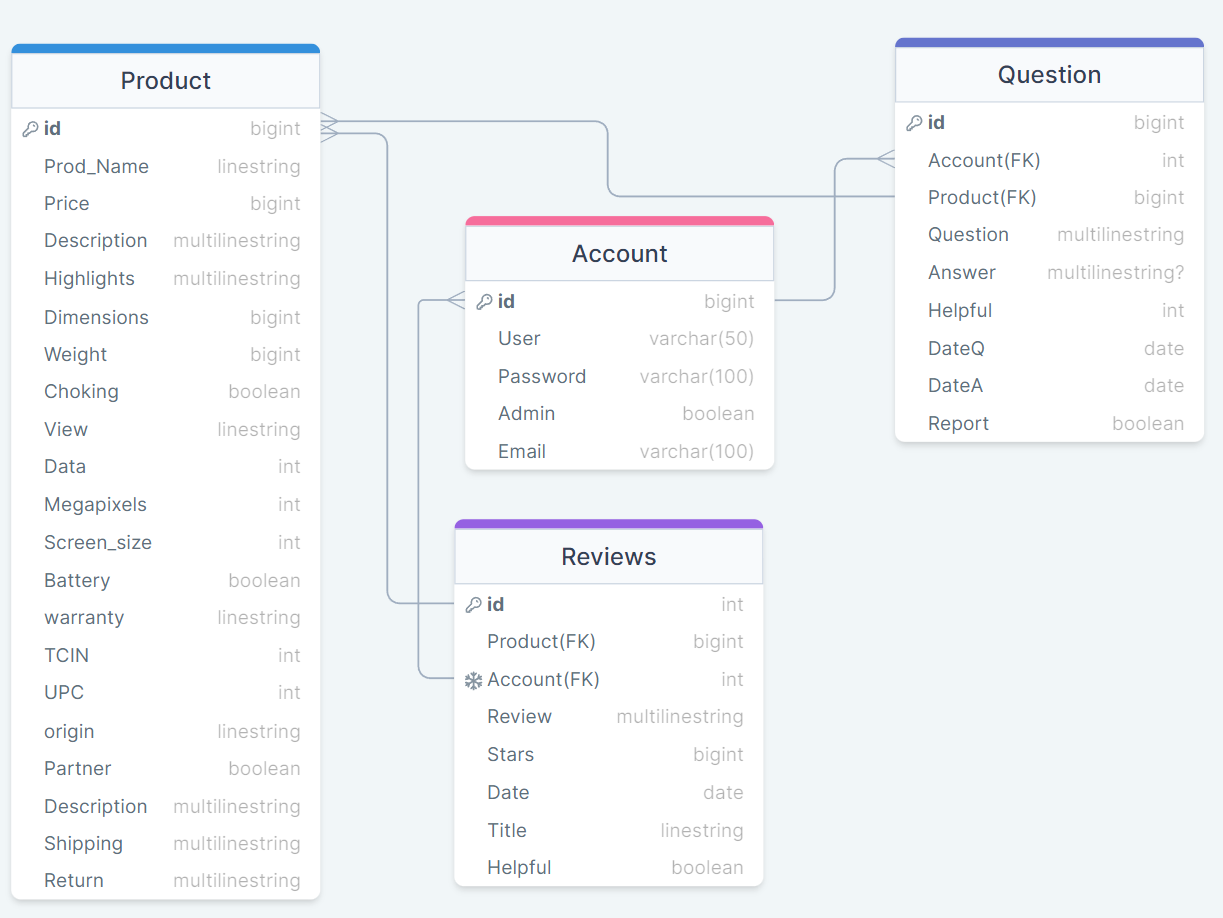 Product
id bigint
Prod_Name linestring
Price bigint
Description multilinestring
Highlights multilinestring
Dimensions bigint
Weight bigint
Choking boolean
View linestring
Data int
Megapixels int
Screen_size int
Battery boolean
warranty linestring
TCIN int
UPC int
origin linestring
Partner boolean
Description multilinestring
Shipping multilinestring
Return multilinestring
Account
id bigint
User varchar(50)
Password varchar(100)
Admin boolean
Email varchar(100)
Reviews
id int
Product(FK) bigint
Account(FK) int
Review multilinestring
Stars bigint
Date date
Title linestring
Helpful boolean
Question
id bigint
Account(FK) int
Product(FK) bigint
Question multilinestring
Answer multilinestring?
Helpful int
DateQ date
DateA date
Report boolean